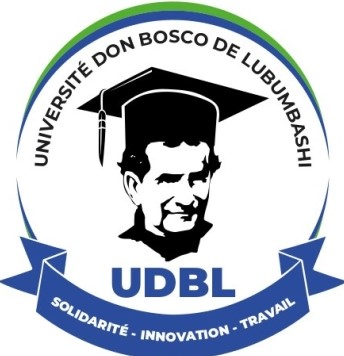 UNIVERSITÉ DON BOSCO DE LUBUMBASHI
UDBL
SOLIDARITÉ - INNOVATION - TRAVAIL